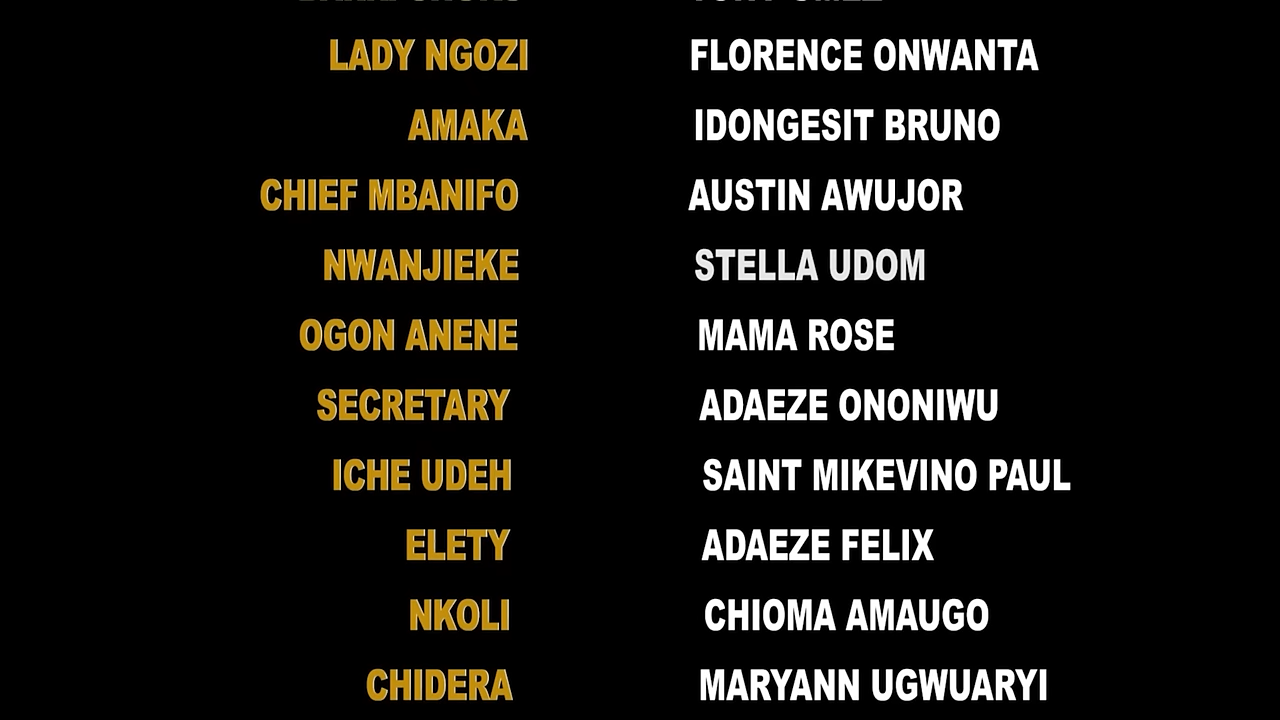 LADY NGOZI FLORENCE ONWANTA
AMAKA IDONGESIT BRUNO
CHIEF MBANIFO AUSTIN AWUJOR
NWANJIEKE STELLA UDOM
OGON ANENE MAMA ROSE
SECRETARY ADAEZE ONONIWU
ICHE UDEH SAINT MIKEVINO PAUL
ELETY ADAEZE FELIX
NKOLI CHIOMA AMAUGO
CHIDERA MARYANN UGWUARYI